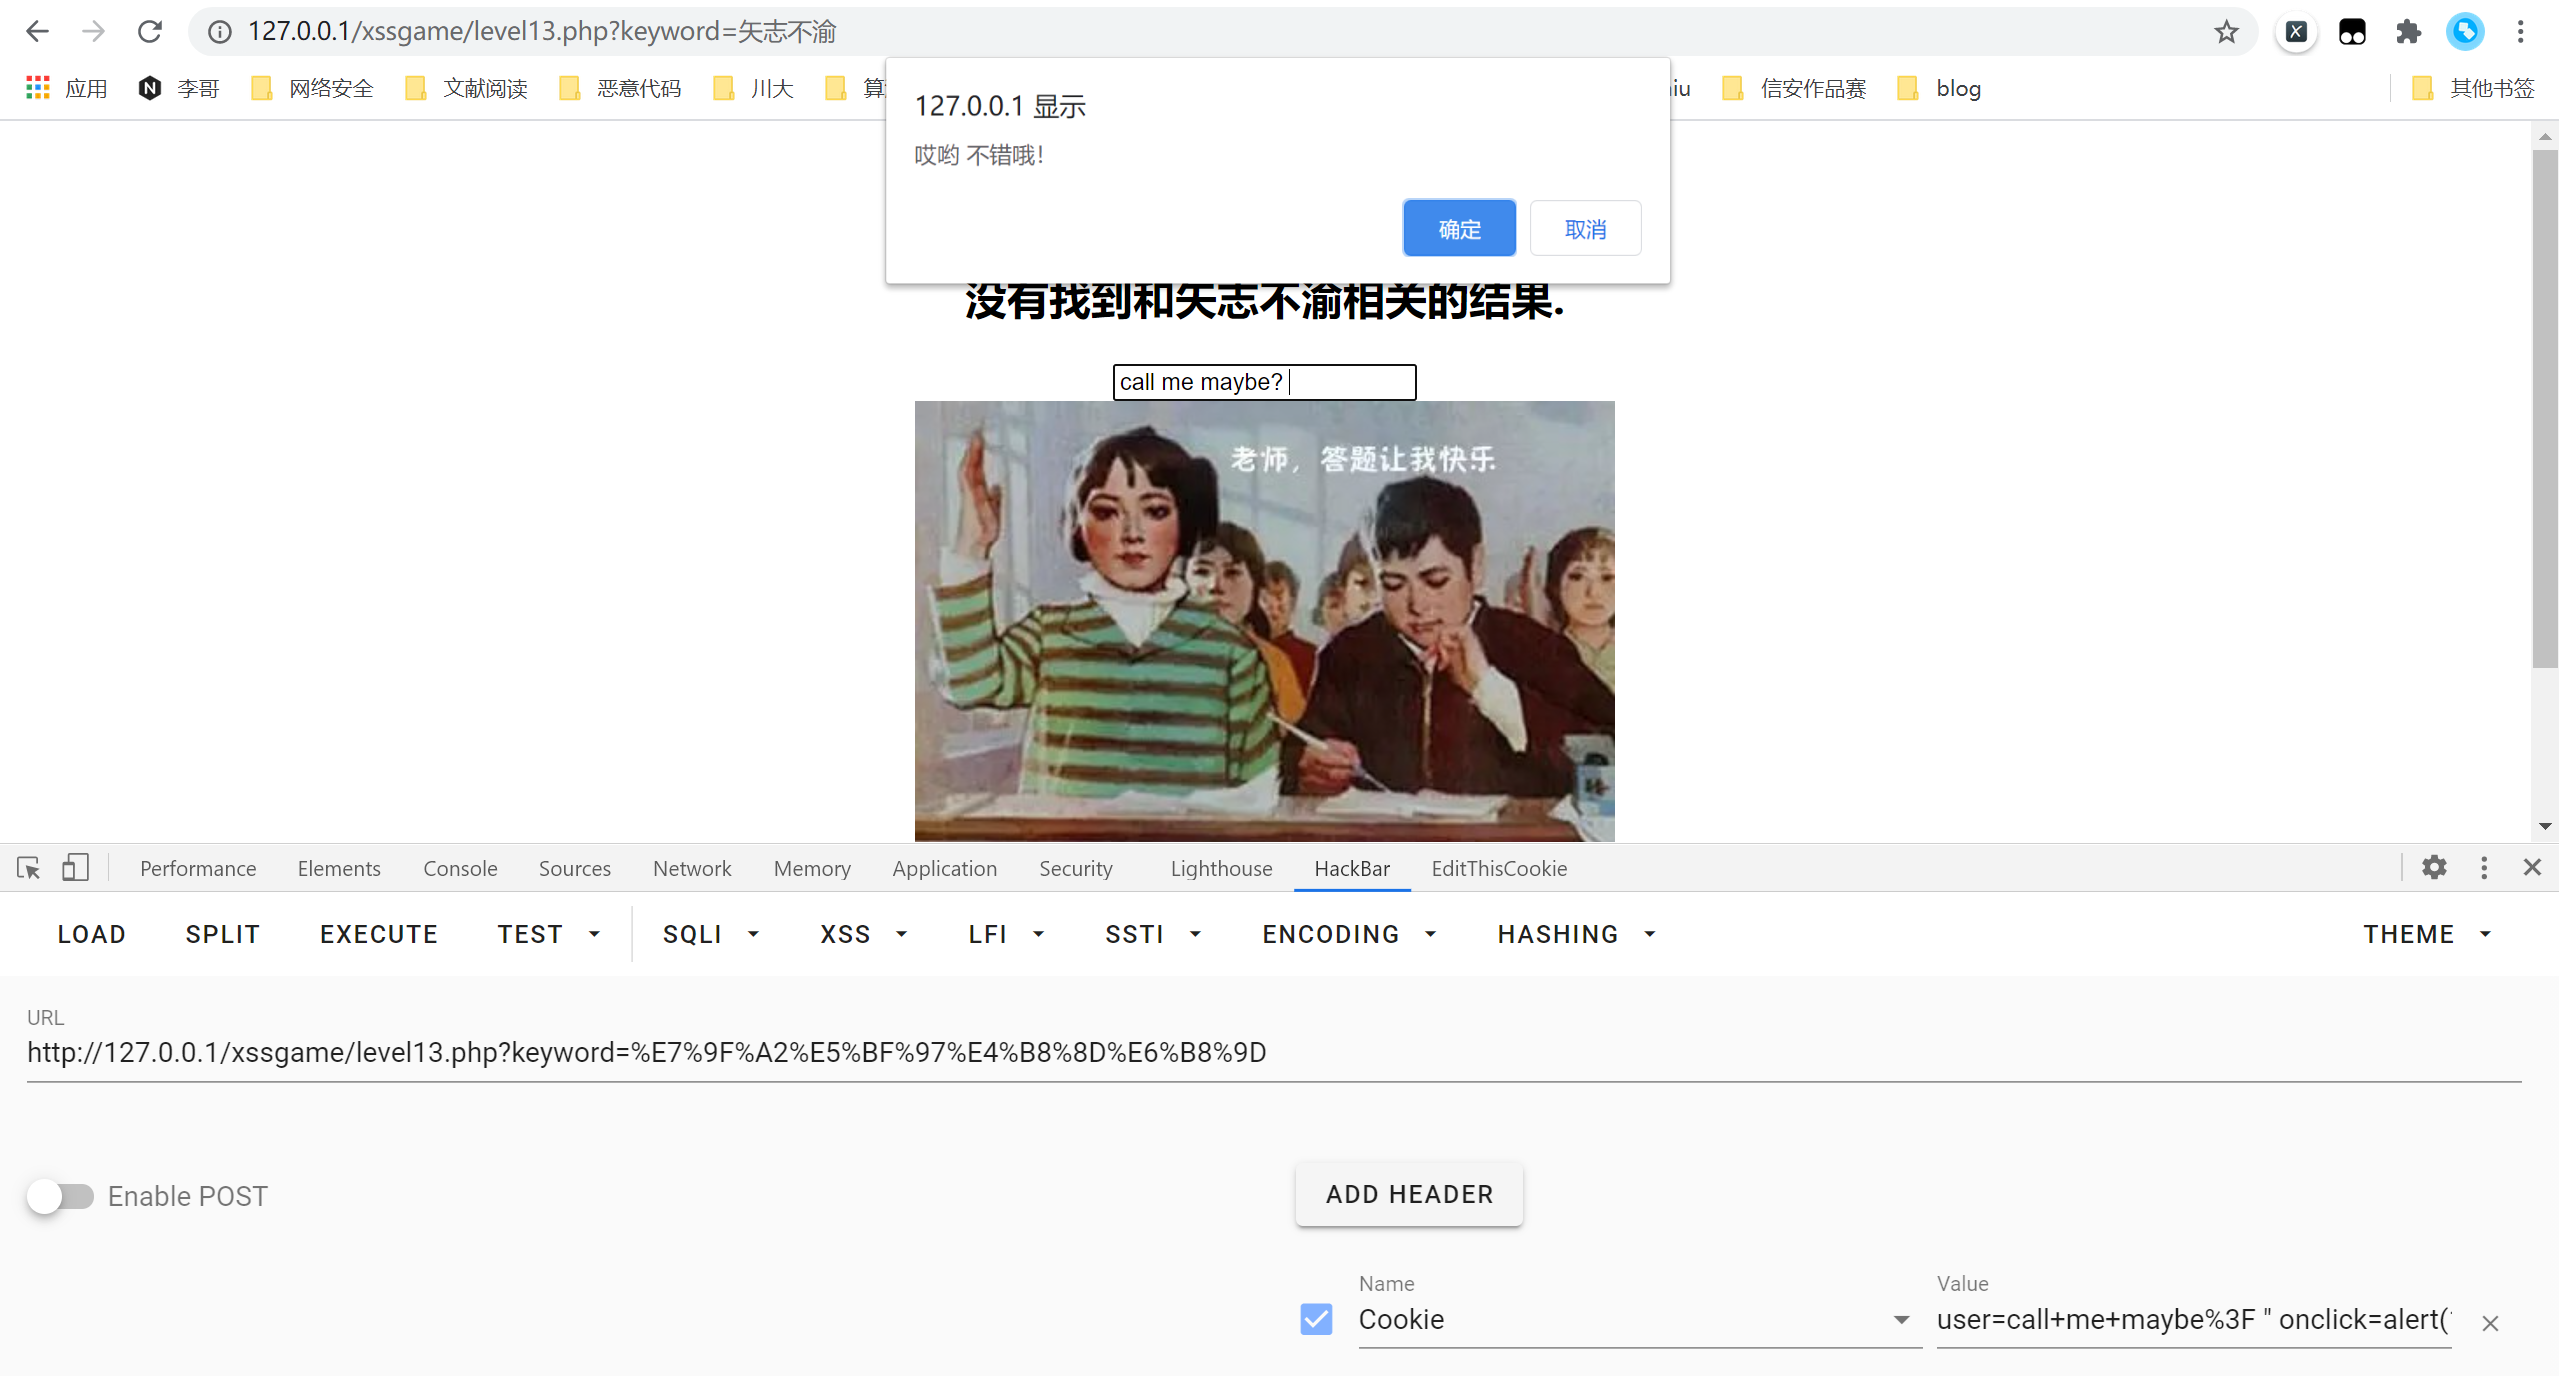 127.0.0.1/xssgame/level13.php?keyword=矢志不渝
应用 李哥 网络安全 文献阅读 恶意代码 川大 算 iu 信安作品赛 blog 其他书签
127.0.0.1 显示
哎哟 不错哦!
确定 取消
没有找到和矢志不渝相关的结果.
call me maybe?
老师，答题让我快乐
Performance Elements Console Sources Network Memory Application Security Lighthouse HackBar EditThisCookie
LOAD SPLIT EXECUTE TEST SQLI XSS LFI SSTI ENCODING HASHING THEME
URL
http://127.0.0.1/xssgame/level13.php?keyword=%E7%9F%A2%E5%BF%97%E4%B8%8D%E6%B8%9D
Enable POST
ADD HEADER
Name Value
Cookie user=call+me+maybe%3F " onclick=alert(